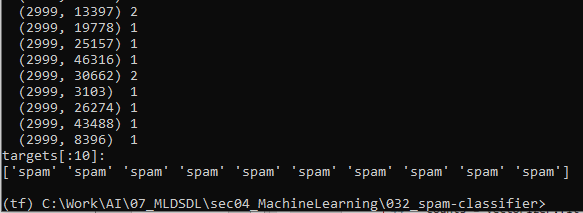 (2999, 13397) 2
(2999, 19778) 1
(2999, 25157) 1
(2999, 46316) 1
(2999, 30662) 2
(2999, 3103) 1
(2999, 26274) 1
(2999, 43488) 1
(2999, 8396) 1
targets[:10]:
['spam' 'spam' 'spam' 'spam' 'spam' 'spam' 'spam' 'spam' 'spam' 'spam']
(tf) C:\Work\AI\07_MLDSDL\sec04_MachineLearning\032_spam-classifier>